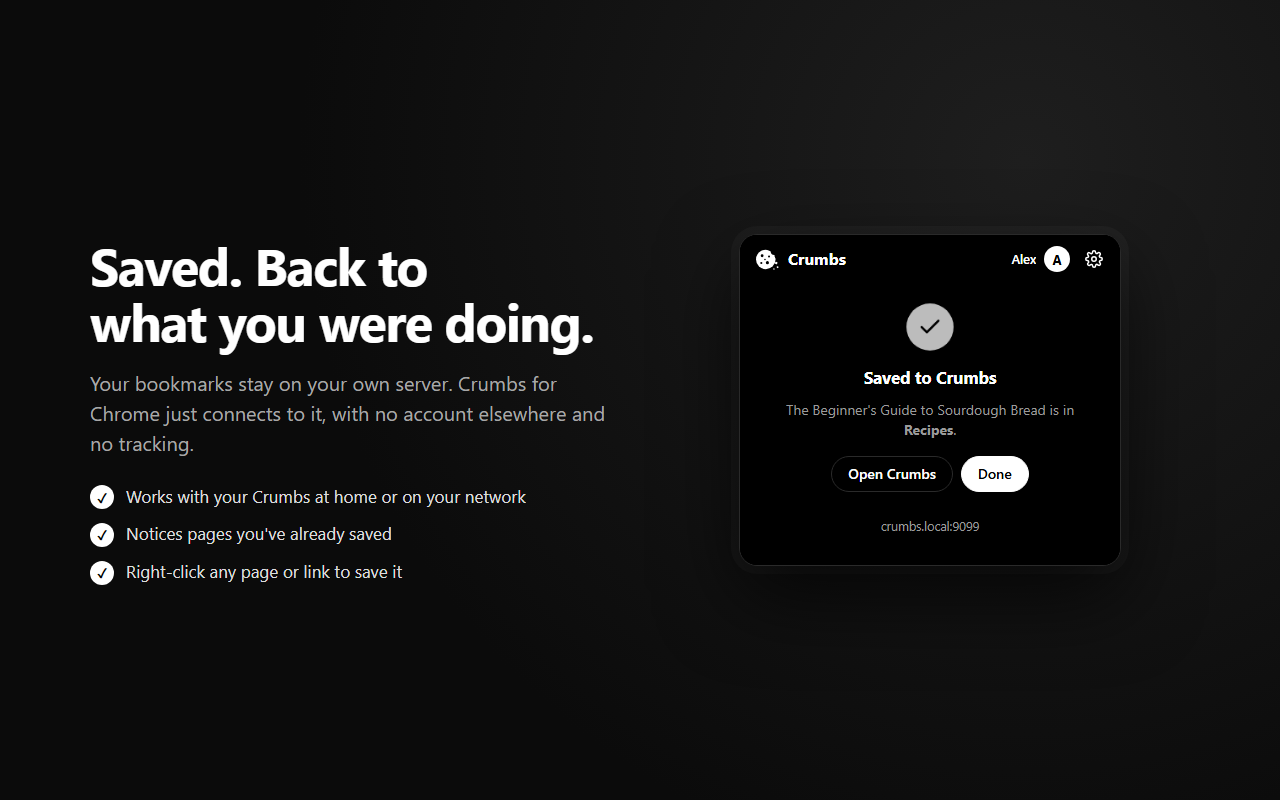 Saved. Back to
what you were doing.
Your bookmarks stay on your own server. Crumbs for
Chrome just connects to it, with no account elsewhere and
no tracking.
Works with your Crumbs at home or on your network
Notices pages you've already saved
Right-click any page or link to save it
Crumbs
Alex A
Saved to Crumbs
The Beginner's Guide to Sourdough Bread is in
Recipes.
Open Crumbs Done
crumbs.local:9099